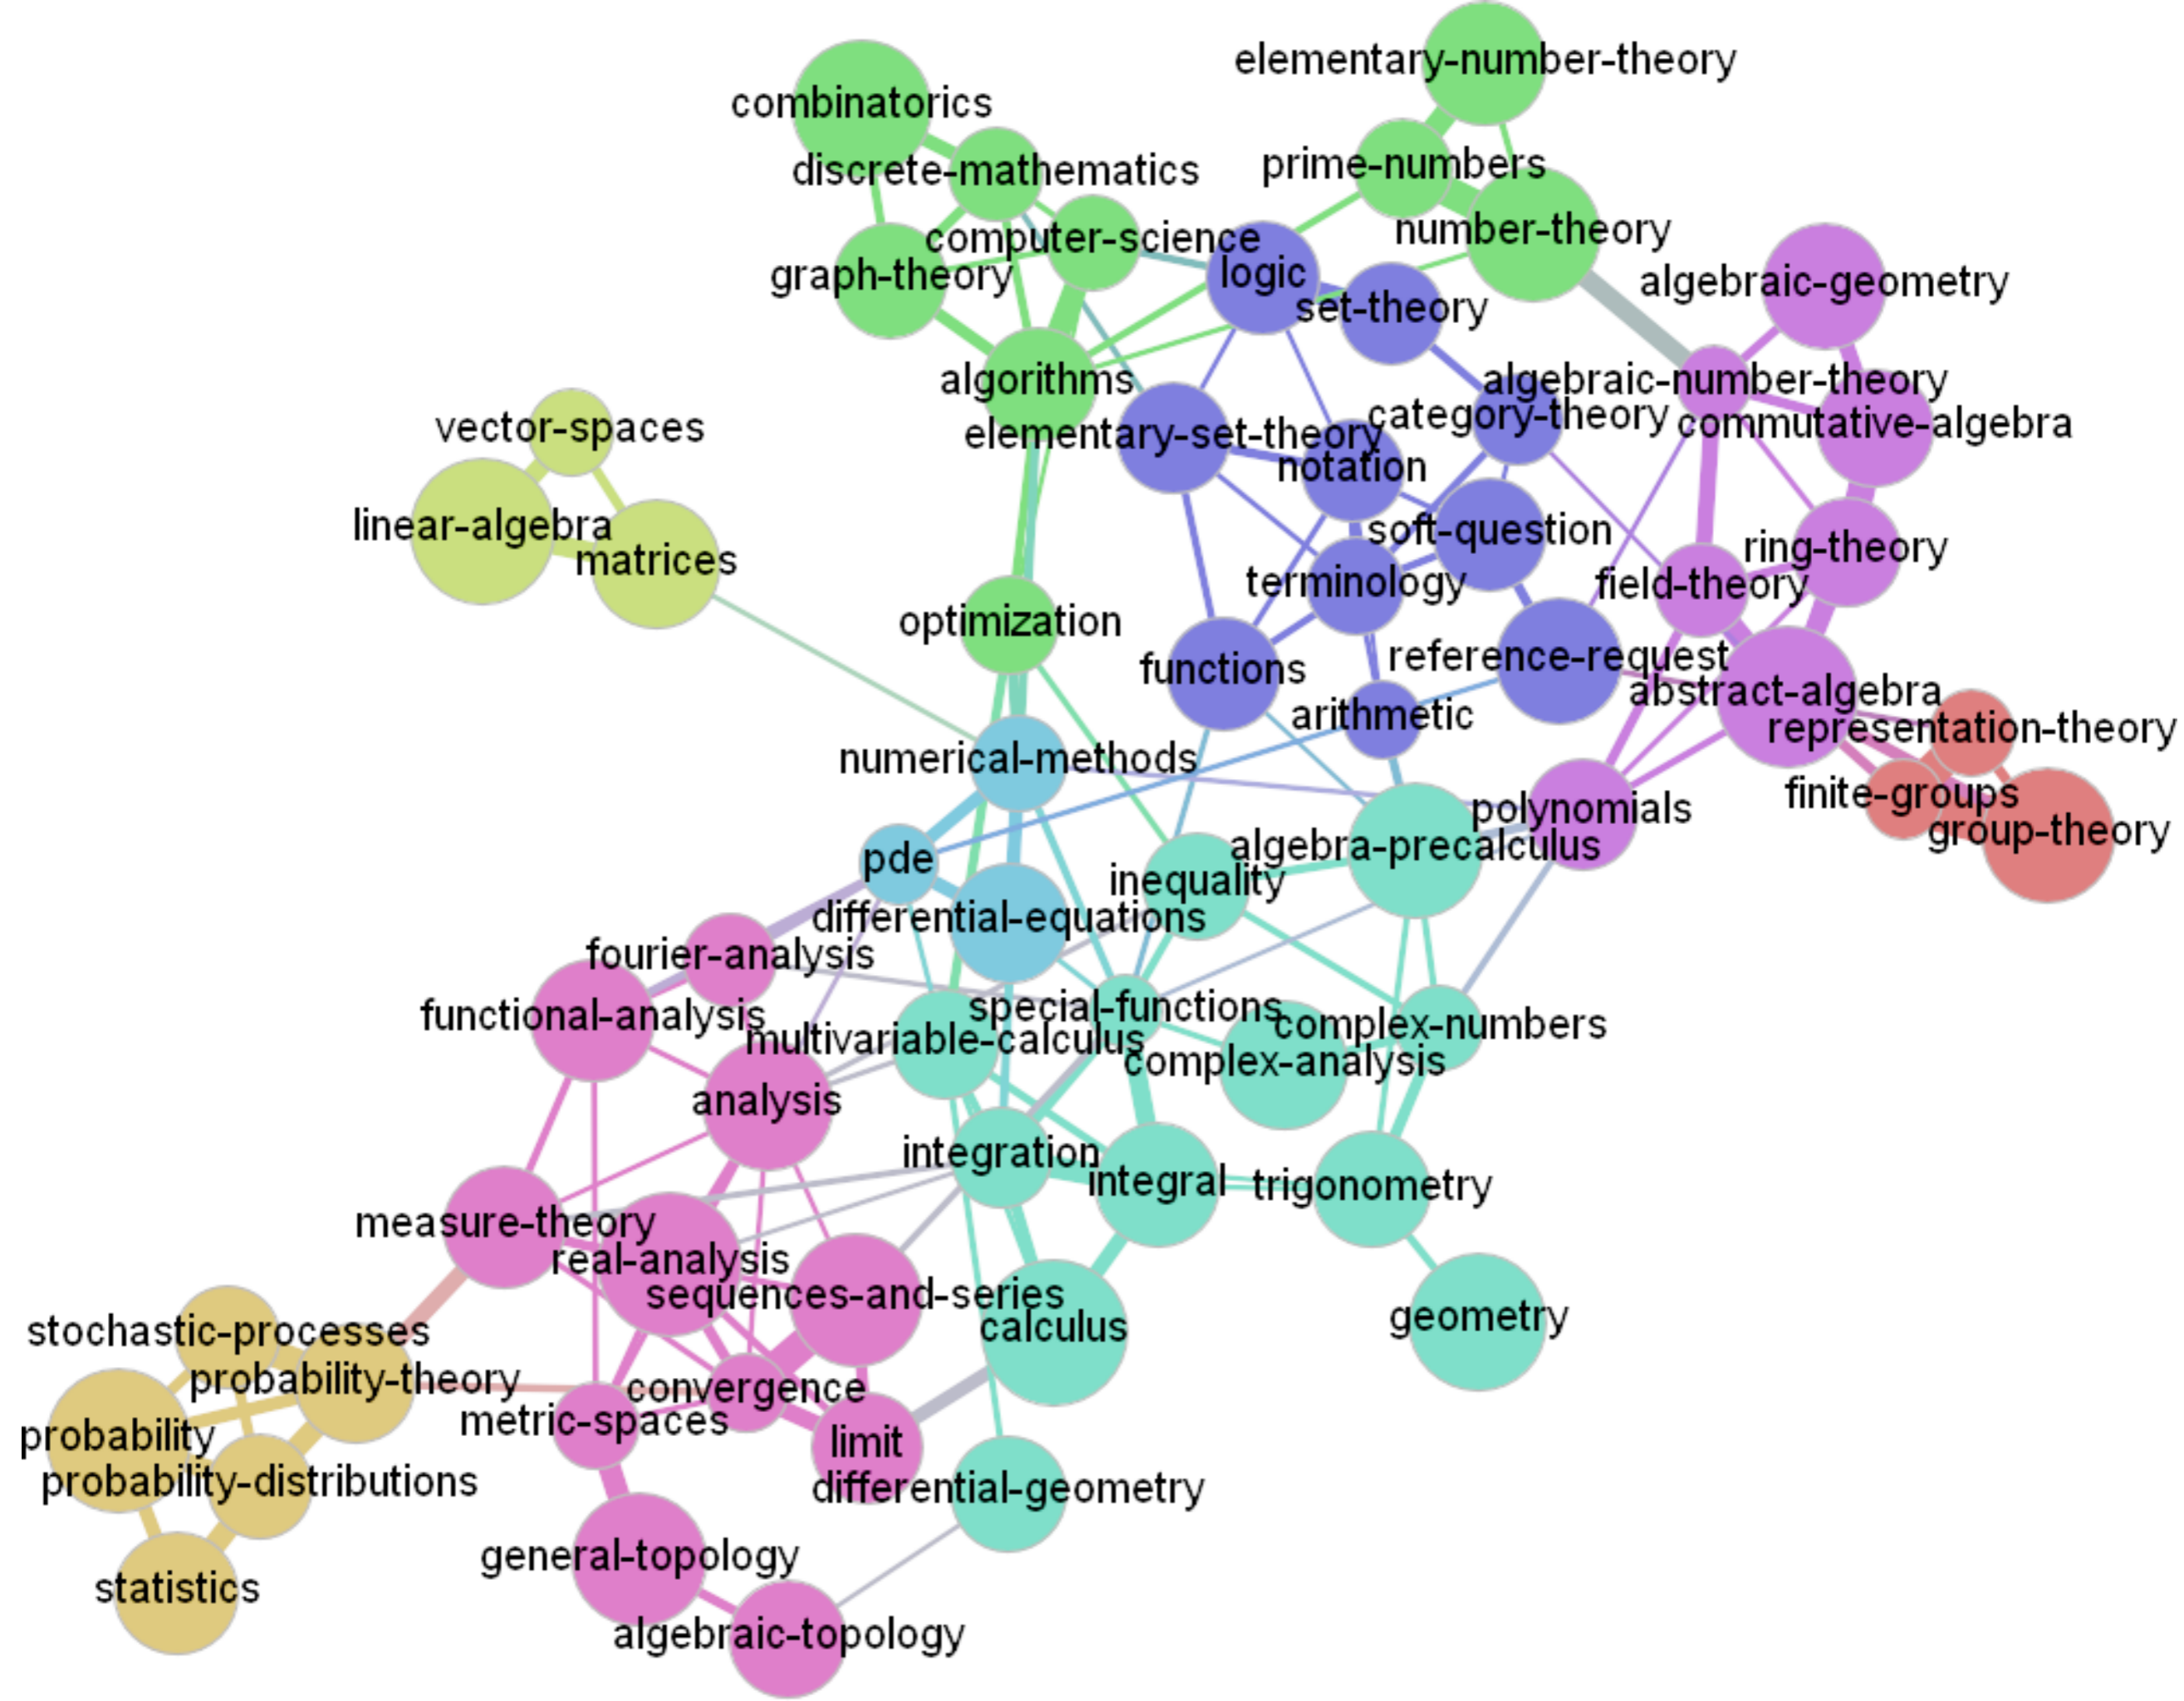 elementary-number-theory
combinatorics
prime-numbers
discrete-mathematics
number-theory
computer-science
graph-theory
logic
algebraic-geometry
set-theory
algorithms
algebraic-number-theory
category-theory
commutative-algebra
vector-spaces
elementary-set-theory
notation
linear-algebra
soft-question
matrices
ring-theory
terminology
field-theory
optimization
functions
reference-request
abstract-algebra
arithmetic
representation-theory
numerical-methods
finite-groups
polynomials
group-theory
algebra-precalculus
pde
inequality
differential-equations
fourier-analysis
special-functions
functional-analysis
complex-numbers
multivariable-calculus
complex-analysis
analysis
integration
integral
trigonometry
measure-theory
real-analysis
sequences-and-series
geometry
calculus
stochastic-processes
probability-theory
convergence
metric-spaces
probability
limit
probability-distributions
differential-geometry
general-topology
statistics
algebraic-topology